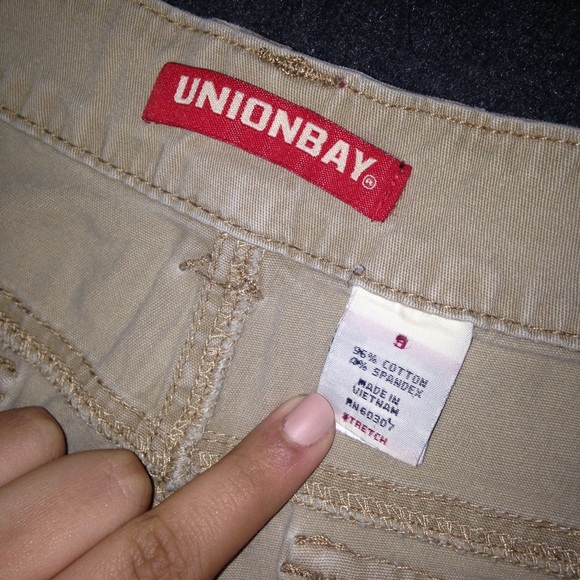 UNIONBAY®
9
96% COTTON
4% SPANDEX
MADE IN
VIETNAM
RN60307
STRETCH